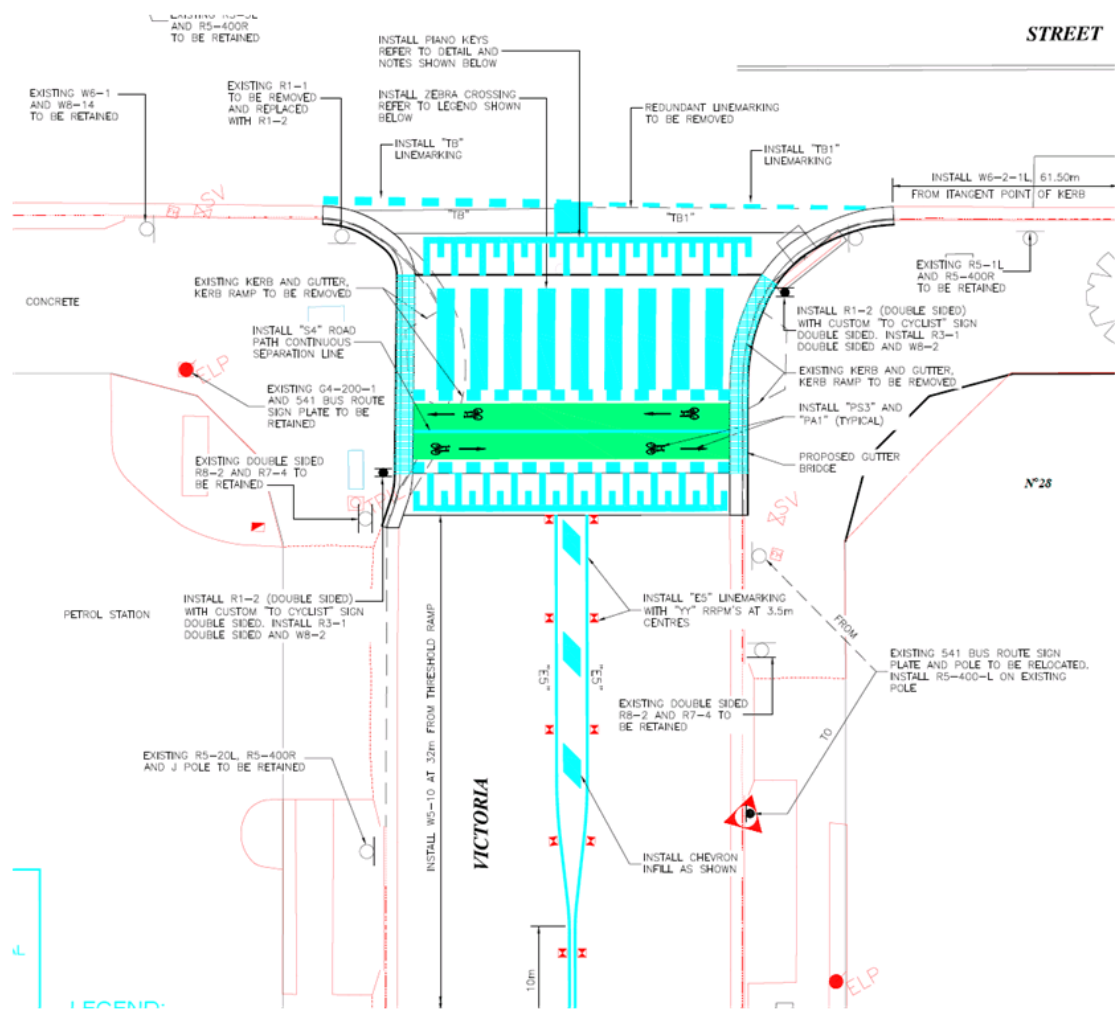 AND R5-400R
TO BE RETAINED
STREET
INSTALL PIANO KEYS
REFER TO DETAIL AND
NOTES SHOWN BELOW
EXISTING W6-1
AND W8-14
TO BE RETAINED
EXISTING R1-1
TO BE REMOVED
AND REPLACED
WITH R1-2
INSTALL ZEBRA CROSSING
REFER TO LEGEND SHOWN
BELOW
REDUNDANT LINEMARKING
TO BE REMOVED
INSTALL "TB"
LINEMARKING
INSTALL "TB1"
LINEMARKING
INSTALL W6-2-1L, 61.50m
FROM ITANGENT POINT OF KERB
SV
"TB"
"TB1"
EXISTING R5-1L
AND R5-400R
TO BE RETAINED
EXISTING KERB AND GUTTER,
KERB RAMP TO BE REMOVED
CONCRETE
INSTALL "S4" ROAD
PATH CONTINUOUS
SEPARATION LINE
INSTALL R1-2 (DOUBLE SIDED)
WITH CUSTOM "TO CYCLIST" SIGN
DOUBLE SIDED. INSTALL R3-1
DOUBLE SIDED AND W8-2
ELP
EXISTING KERB AND GUTTER,
KERB RAMP TO BE REMOVED
EXISTING G4-200-1
AND 541 BUS ROUTE
SIGN PLATE TO BE
RETAINED
INSTALL "PS3" AND
"PA1" (TYPICAL)
EXISTING DOUBLE SIDED
R8-2 AND R7-4 TO
BE RETAINED
PROPOSED GUTTER
BRIDGE
N°28
SV
PETROL STATION
INSTALL R1-2 (DOUBLE SIDED)
WITH CUSTOM "TO CYCLIST" SIGN
DOUBLE SIDED. INSTALL R3-1
DOUBLE SIDED AND W8-2
INSTALL "E5" LINEMARKING
WITH "YY" RRPM'S AT 3.5m
CENTRES
FROM
"E5"
"E5"
EXISTING 541 BUS ROUTE SIGN
PLATE AND POLE TO BE RELOCATED.
INSTALL R5-400-L ON EXISTING
POLE
EXISTING DOUBLE SIDED
R8-2 AND R7-4 TO
BE RETAINED
TO
EXISTING R5-20L, R5-400R
AND J POLE TO BE RETAINED
INSTALL W5-10 AT 32m FROM THRESHOLD RAMP
VICTORIA
INSTALL CHEVRON
INFILL AS SHOWN
10m
ELP
LEGEND: